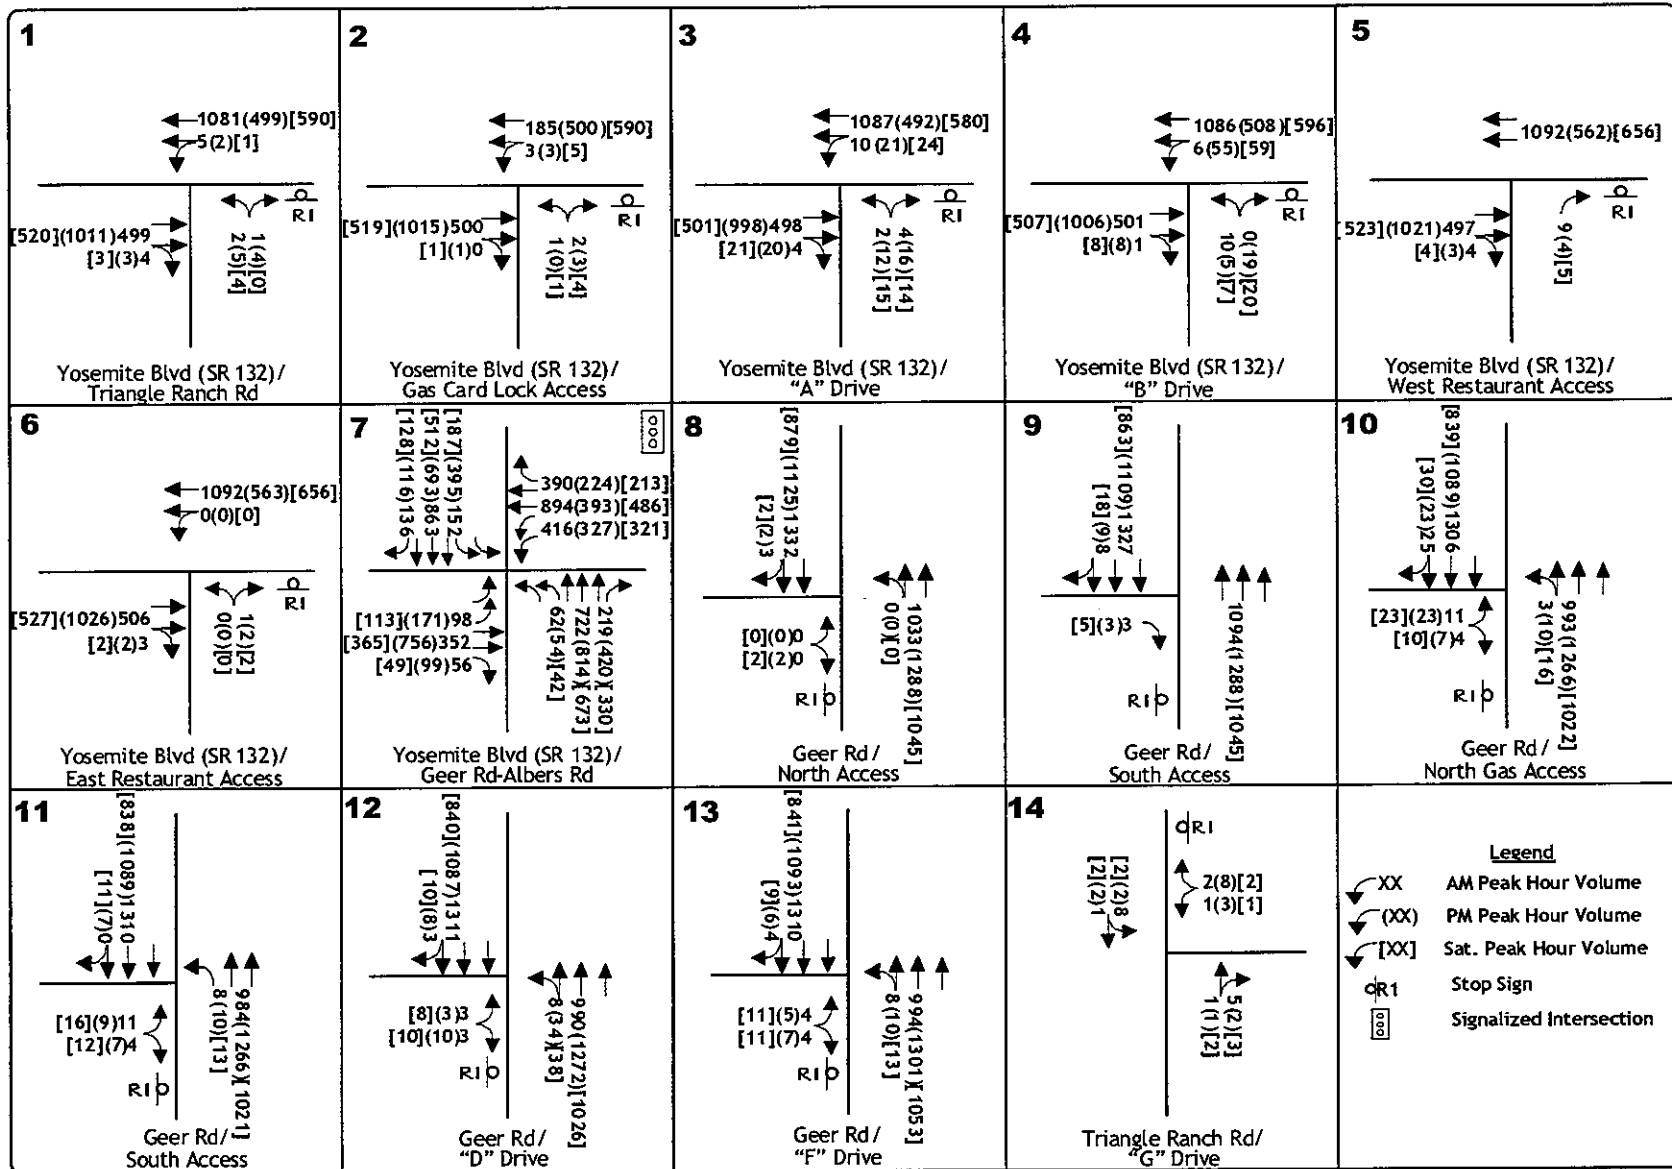 1
1081(499)[590]
5(2)[1]
R1
[520](1011)499
[3](3)4
1(4)[0]
2(5)[4]
Yosemite Blvd (SR 132)/
Triangle Ranch Rd
2
185(500)[590]
3(3)[5]
R1
[519](1015)500
[1](1)0
2(3)[4]
1(0)[1]
Yosemite Blvd (SR 132)/
Gas Card Lock Access
3
1087(492)[580]
10(21)[24]
R1
[501](998)498
[21](20)4
4(16)[14]
2(12)[15]
Yosemite Blvd (SR 132)/
"A" Drive
4
1086(508)[596]
6(55)[59]
R1
[507](1006)501
[8](8)1
0(19)[20]
10(5)[7]
Yosemite Blvd (SR 132)/
"B" Drive
5
1092(562)[656]
R1
[523](1021)497
[4](3)4
9(4)[5]
Yosemite Blvd (SR 132)/
West Restaurant Access
6
1092(563)[656]
0(0)[0]
R1
[527](1026)506
[2](2)3
1(2)[2]
0(0)[0]
Yosemite Blvd (SR 132)/
East Restaurant Access
7
[187](395)152
[512](693)863
[128](116)136
390(224)[213]
894(393)[486]
416(327)[321]
[113](171)98
[365](756)352
[49](99)56
219(420)[330]
722(814)[673]
62(54)[42]
Yosemite Blvd (SR 132)/
Geer Rd-Albers Rd
8
[879](1125)1332
[2](2)3
[0](0)0
[2](2)0
R1
1033(1288)[1045]
0(0)[0]
Geer Rd/
North Access
9
[863](1109)1327
[18](9)8
[5](3)3
R1
1094(1288)[1045]
Geer Rd/
South Access
10
[839](1089)1306
[30](23)25
[23](23)11
[10](7)4
R1
993(1266)[1022]
3(10)[16]
Geer Rd/
North Gas Access
11
[838](1089)1310
[11](7)0
[16](9)11
[12](7)4
R1
984(1266)[1021]
8(10)[13]
Geer Rd/
South Access
12
[840](1087)1311
[10](8)3
[8](3)3
[10](10)3
R1
990(1272)[1026]
8(34)[38]
Geer Rd/
"D" Drive
13
[841](1093)1310
[9](6)4
[11](5)4
[11](7)4
R1
994(1301)[1053]
8(10)[13]
Geer Rd/
"F" Drive
14
R1
[2](2)8
[2](2)1
2(8)[2]
1(3)[1]
5(2)[3]
1(1)[2]
Triangle Ranch Rd/
"G" Drive
Legend
XX AM Peak Hour Volume
(XX) PM Peak Hour Volume
[XX] Sat. Peak Hour Volume
R1 Stop Sign
Signalized Intersection